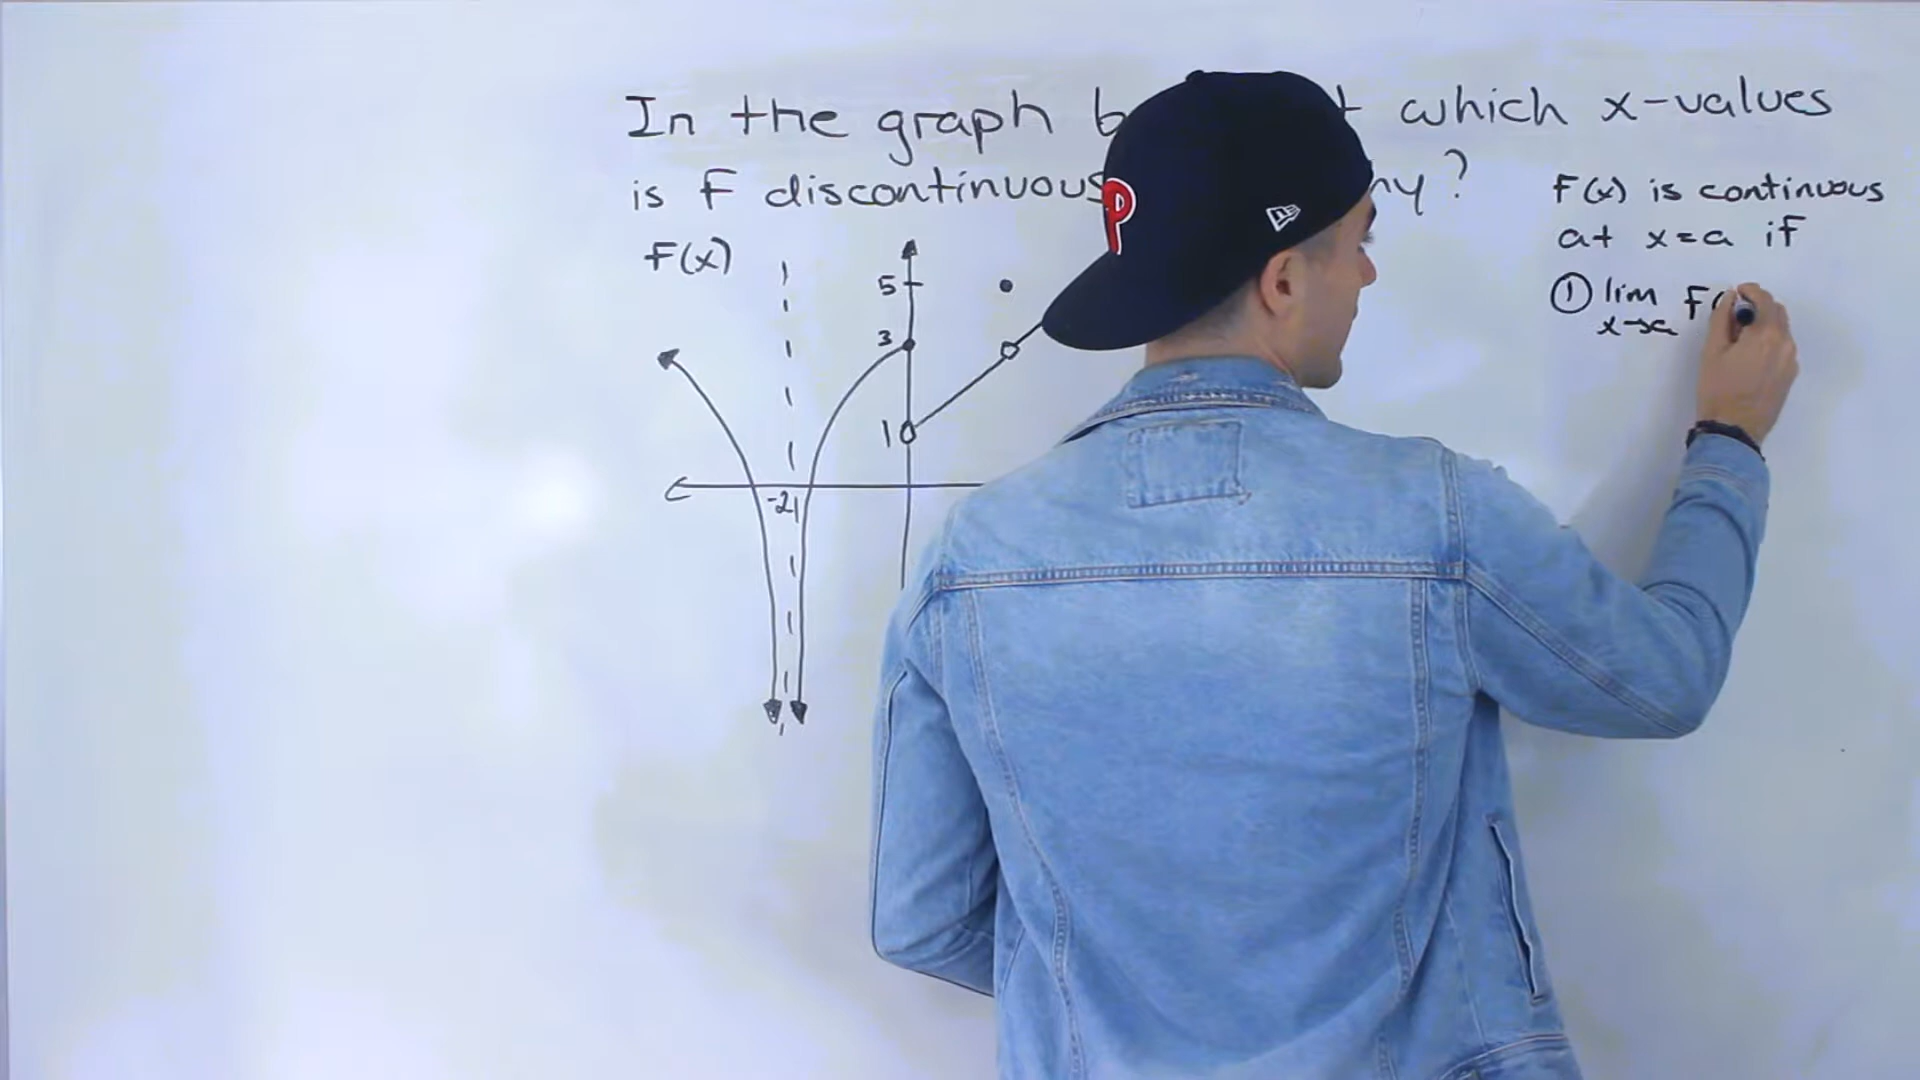 In the graph which x-values
is F discontinuous ?
F(x)
5
3
1
-2
P
F(x) is continuous
at x=a if
① lim F(
x→a